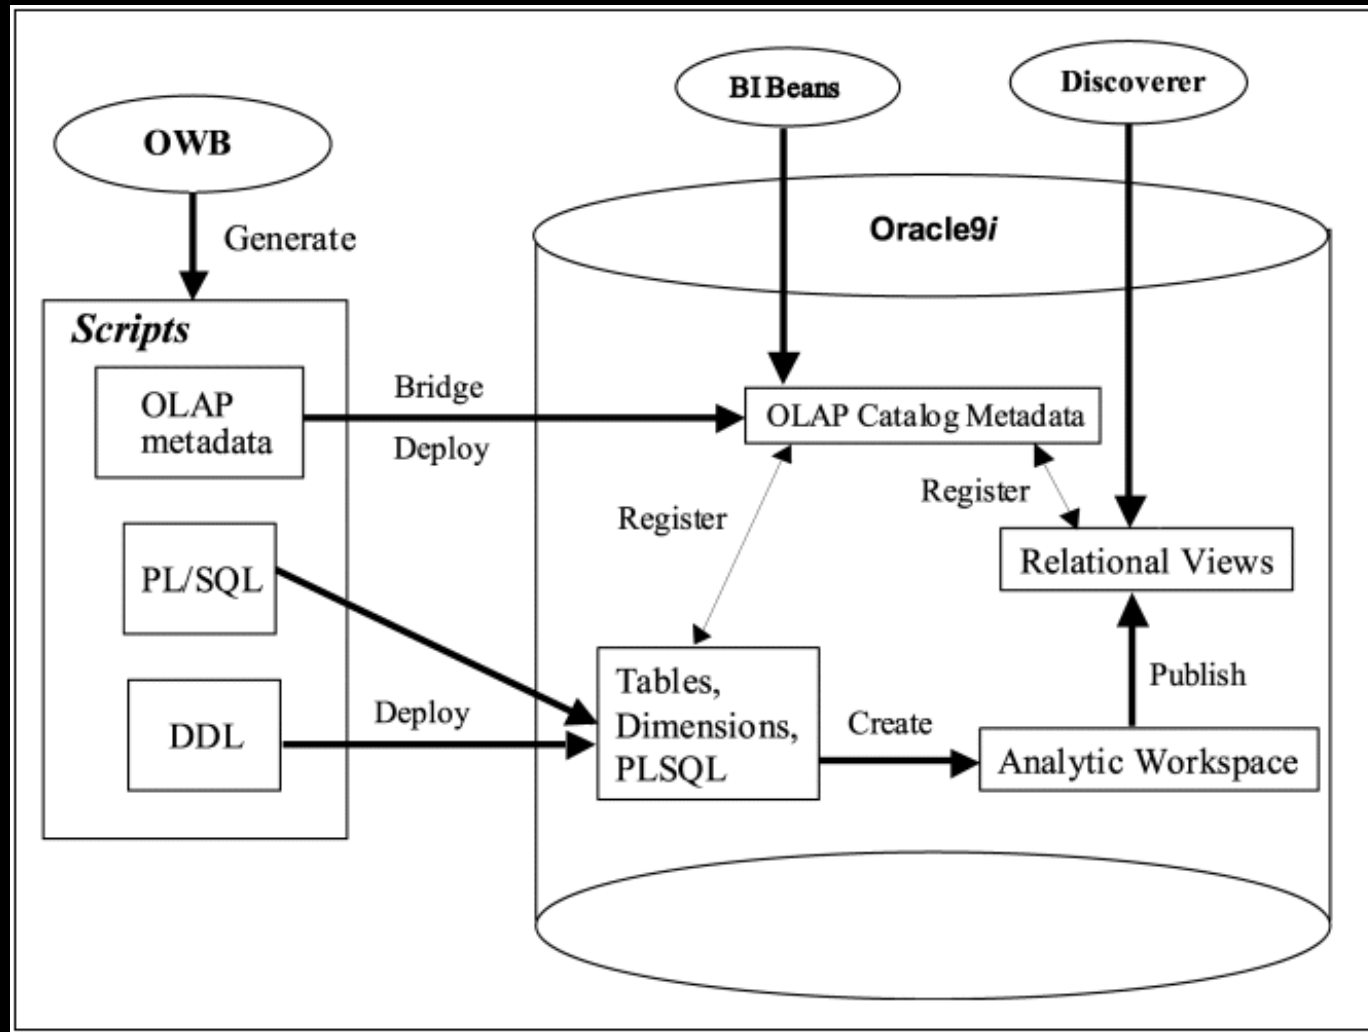 BI Beans
Discoverer
OWB
Oracle9i
Generate
Scripts
OLAP
metadata
Bridge
Deploy
OLAP Catalog Metadata
Register
Register
PL/SQL
Relational Views
Tables,
Dimensions,
PLSQL
Publish
DDL
Deploy
Create
Analytic Workspace